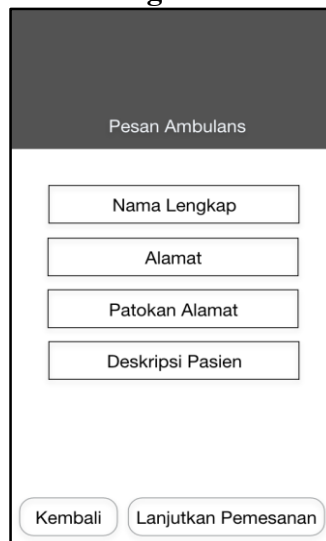 Pesan Ambulans
Nama Lengkap
Alamat
Patokan Alamat
Deskripsi Pasien
Kembali
Lanjutkan Pemesanan